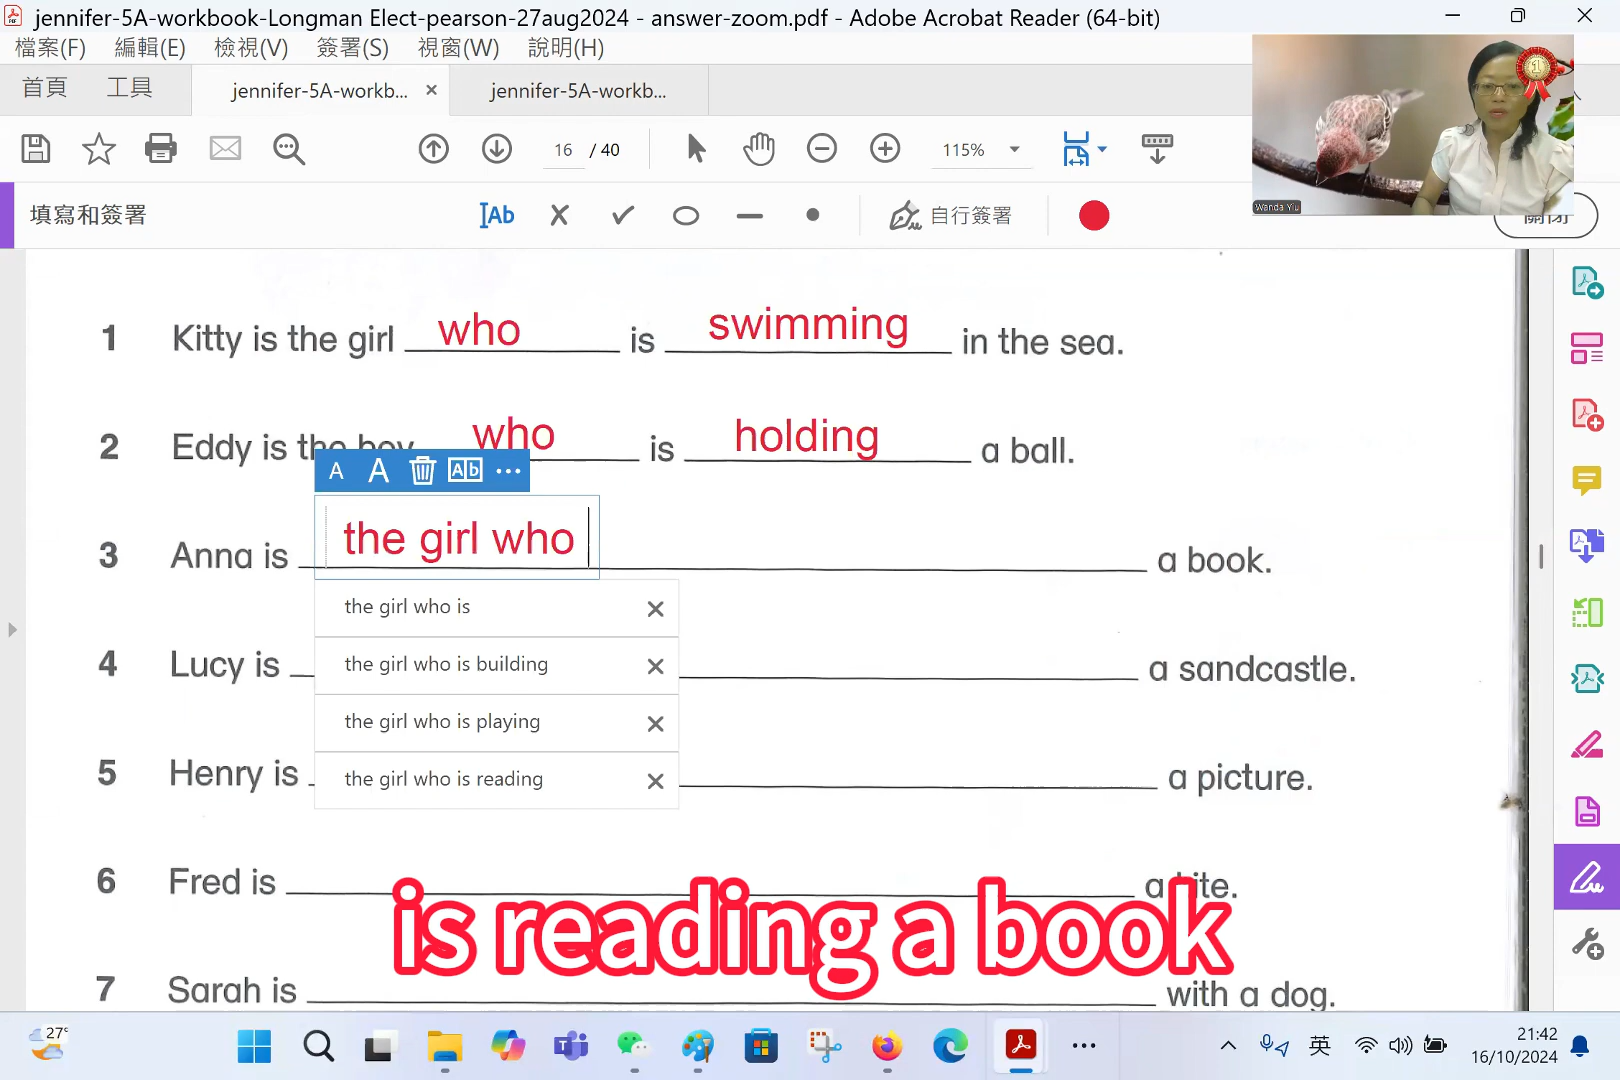 jennifer-5A-workbook-Longman Elect-pearson-27aug2024 - answer-zoom.pdf - Adobe Acrobat Reader (64-bit)
檔案(F) 編輯(E) 檢視(V) 簽署(S) 視窗(W) 說明(H)
首頁 工具 jennifer-5A-workb... jennifer-5A-workb...
16 / 40 115%
Wanda Yiu
填寫和簽署 Ab 自行簽署 關閉
1 Kitty is the girl who is swimming in the sea.
2 Eddy is the boy who is holding a ball.
A A Ab
the girl who
3 Anna is a book.
the girl who is
4 Lucy is a sandcastle.
the girl who is building
the girl who is playing
5 Henry is a picture.
the girl who is reading
6 Fred is a kite.
is reading a book
7 Sarah is with a dog.
27°
英 21:42
16/10/2024